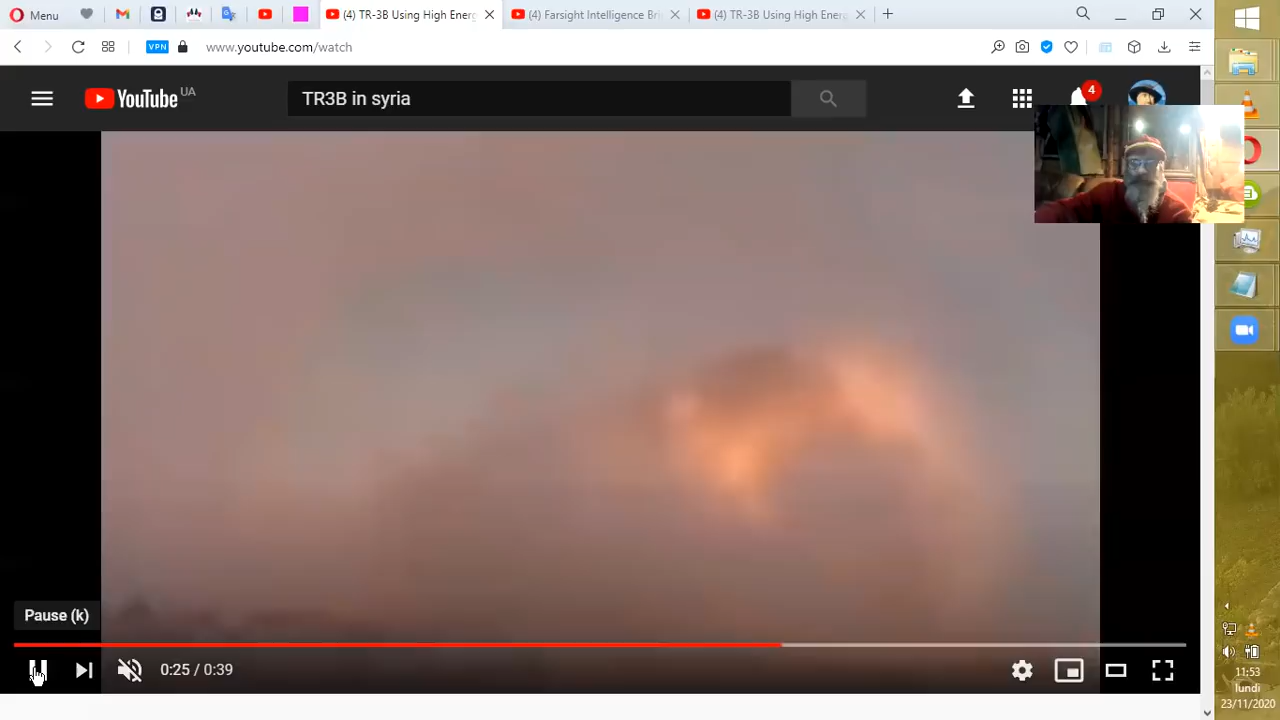 Menu
(4) TR-3B Using High Energ
(4) Farsight Intelligence Bri
(4) TR-3B Using High Energ
VPN
www.youtube.com/watch
YouTube UA
TR3B in syria
4
Pause (k)
0:25 / 0:39
11:53
lundi
23/11/2020